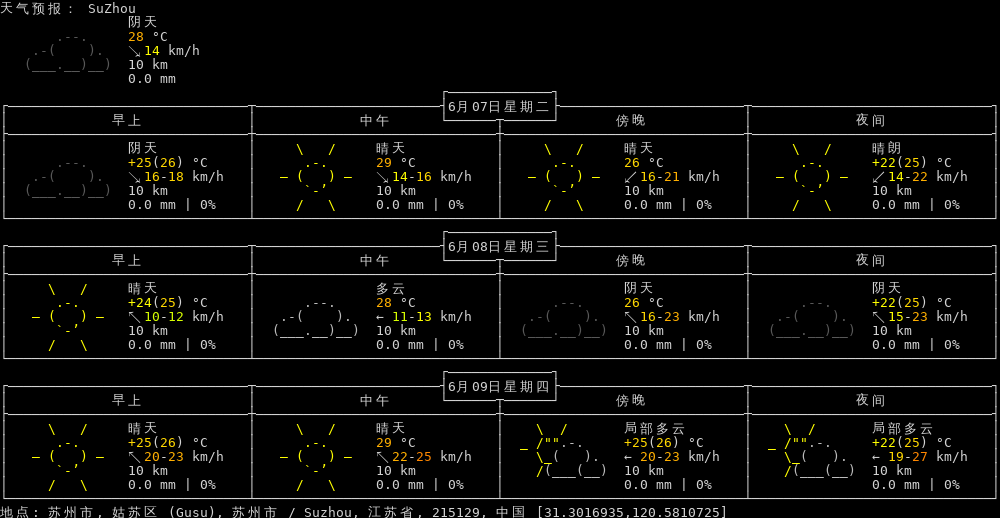 天气预报： SuZhou
阴天
28 °C
↘14 km/h
10 km
0.0 mm
6月07日星期二
早上 中午 傍晚 夜间
阴天 晴天 晴天 晴朗
+25(26) °C 29 °C 26 °C +22(25) °C
↘16-18 km/h ↘14-16 km/h ↙16-21 km/h ↙14-22 km/h
10 km 10 km 10 km 10 km
0.0 mm | 0% 0.0 mm | 0% 0.0 mm | 0% 0.0 mm | 0%
6月08日星期三
早上 中午 傍晚 夜间
晴天 多云 阴天 阴天
+24(25) °C 28 °C 26 °C +22(25) °C
↖10-12 km/h ← 11-13 km/h ↖16-23 km/h ↖15-23 km/h
10 km 10 km 10 km 10 km
0.0 mm | 0% 0.0 mm | 0% 0.0 mm | 0% 0.0 mm | 0%
6月09日星期四
早上 中午 傍晚 夜间
晴天 晴天 局部多云 局部多云
+25(26) °C 29 °C +25(26) °C +22(25) °C
↖20-23 km/h ↖22-25 km/h ← 20-23 km/h ← 19-27 km/h
10 km 10 km 10 km 10 km
0.0 mm | 0% 0.0 mm | 0% 0.0 mm | 0% 0.0 mm | 0%
地点: 苏州市, 姑苏区 (Gusu), 苏州市 / Suzhou, 江苏省, 215129, 中国 [31.3016935,120.5810725]